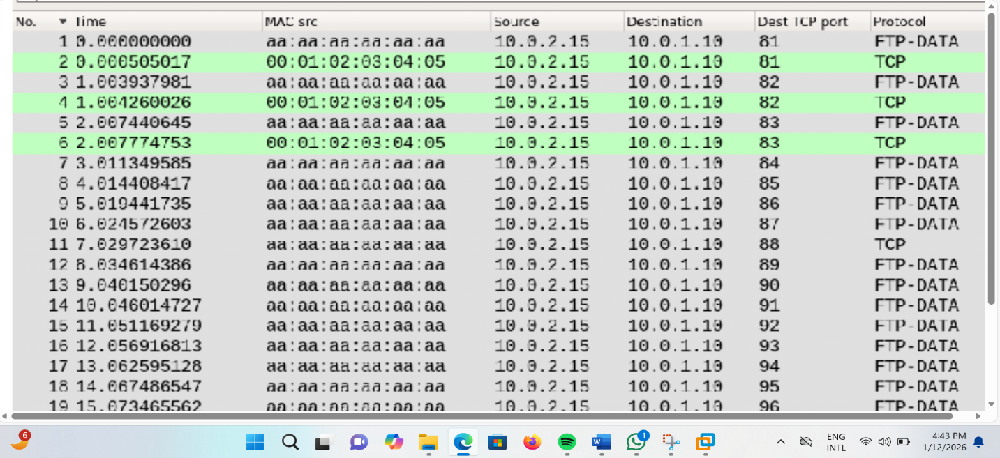 No. Time MAC src Source Destination Dest TCP port Protocol
1 0.000000000 aa:aa:aa:aa:aa:aa 10.0.2.15 10.0.1.10 81 FTP-DATA
2 0.000505017 00:01:02:03:04:05 10.0.2.15 10.0.1.10 81 TCP
3 1.003937981 aa:aa:aa:aa:aa:aa 10.0.2.15 10.0.1.10 82 FTP-DATA
4 1.004260026 00:01:02:03:04:05 10.0.2.15 10.0.1.10 82 TCP
5 2.007440645 aa:aa:aa:aa:aa:aa 10.0.2.15 10.0.1.10 83 FTP-DATA
6 2.007774753 00:01:02:03:04:05 10.0.2.15 10.0.1.10 83 TCP
7 3.011349585 aa:aa:aa:aa:aa:aa 10.0.2.15 10.0.1.10 84 FTP-DATA
8 4.014408417 aa:aa:aa:aa:aa:aa 10.0.2.15 10.0.1.10 85 FTP-DATA
9 5.019441735 aa:aa:aa:aa:aa:aa 10.0.2.15 10.0.1.10 86 FTP-DATA
10 6.024572603 aa:aa:aa:aa:aa:aa 10.0.2.15 10.0.1.10 87 FTP-DATA
11 7.029723610 aa:aa:aa:aa:aa:aa 10.0.2.15 10.0.1.10 88 TCP
12 8.034614386 aa:aa:aa:aa:aa:aa 10.0.2.15 10.0.1.10 89 FTP-DATA
13 9.040150296 aa:aa:aa:aa:aa:aa 10.0.2.15 10.0.1.10 90 FTP-DATA
14 10.046014727 aa:aa:aa:aa:aa:aa 10.0.2.15 10.0.1.10 91 FTP-DATA
15 11.051169279 aa:aa:aa:aa:aa:aa 10.0.2.15 10.0.1.10 92 FTP-DATA
16 12.056916813 aa:aa:aa:aa:aa:aa 10.0.2.15 10.0.1.10 93 FTP-DATA
17 13.062595128 aa:aa:aa:aa:aa:aa 10.0.2.15 10.0.1.10 94 FTP-DATA
18 14.067486547 aa:aa:aa:aa:aa:aa 10.0.2.15 10.0.1.10 95 FTP-DATA
19 15.073465562 aa:aa:aa:aa:aa:aa 10.0.2.15 10.0.1.10 96 FTP-DATA
6
1
ENG
INTL
4:43 PM
1/12/2026